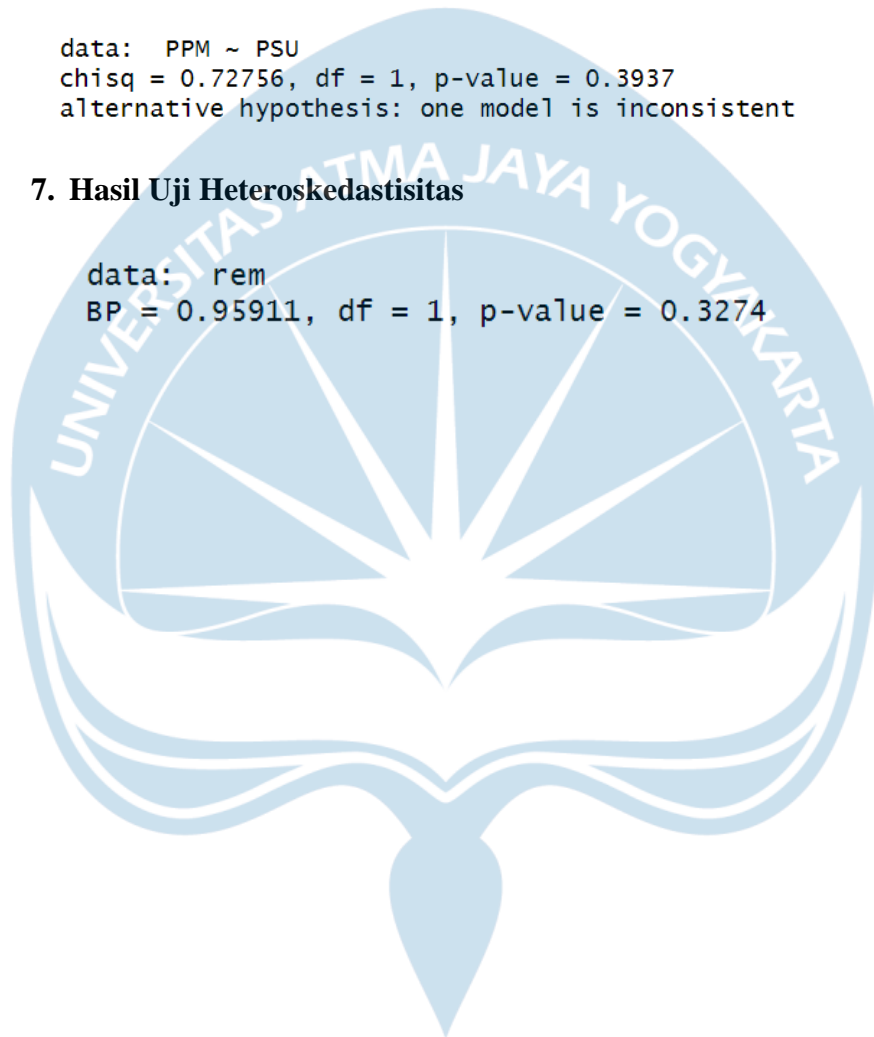 data: PPM ~ PSU
chisq = 0.72756, df = 1, p-value = 0.3937
alternative hypothesis: one model is inconsistent
7. Hasil Uji Heteroskedastisitas
UNIVERSITAS ATMA JAYA YOGYAKARTA
data: rem
BP = 0.95911, df = 1, p-value = 0.3274